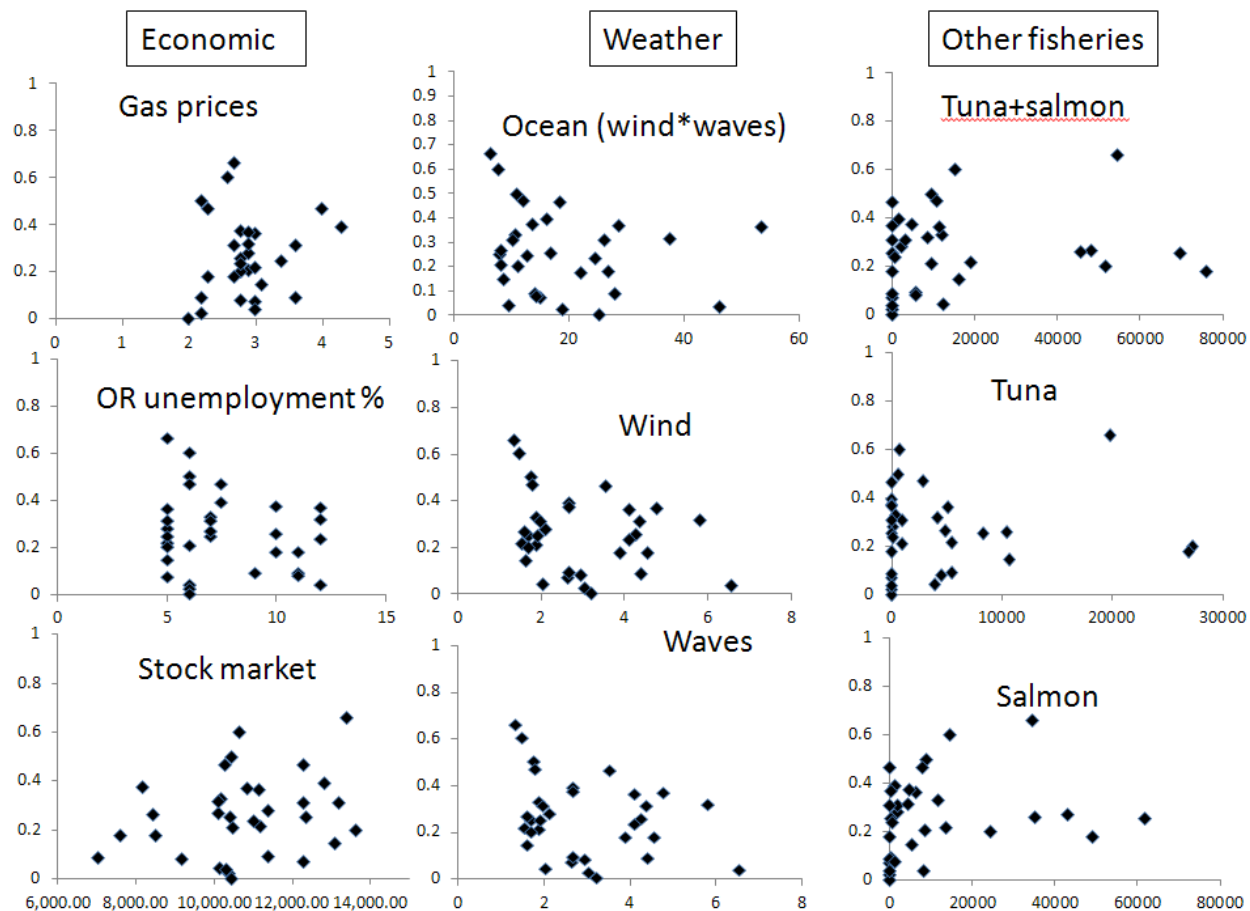 Economic
Weather
Other fisheries
Gas prices
1
0.8
0.6
0.4
0.2
0
0 1 2 3 4 5
Ocean (wind*waves)
1
0.9
0.8
0.7
0.6
0.5
0.4
0.3
0.2
0.1
0
0 20 40 60
Tuna+salmon
1
0.8
0.6
0.4
0.2
0
0 20000 40000 60000 80000
OR unemployment %
1
0.8
0.6
0.4
0.2
0
0 5 10 15
Wind
1
0.8
0.6
0.4
0.2
0
0 2 4 6 8
Tuna
1
0.8
0.6
0.4
0.2
0
0 10000 20000 30000
Stock market
1
0.8
0.6
0.4
0.2
0
6,000.00 8,000.00 10,000.00 12,000.00 14,000.00
Waves
1
0.8
0.6
0.4
0.2
0
0 2 4 6 8
Salmon
1
0.8
0.6
0.4
0.2
0
0 20000 40000 60000 80000